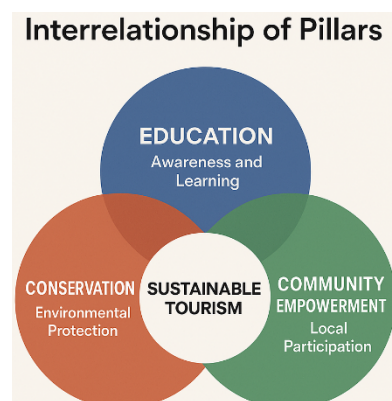 Interrelationship of Pillars
EDUCATION
Awareness and
Learning
CONSERVATION
Environmental
Protection
SUSTAINABLE
TOURISM
COMMUNITY
EMPOWERMENT
Local
Participation